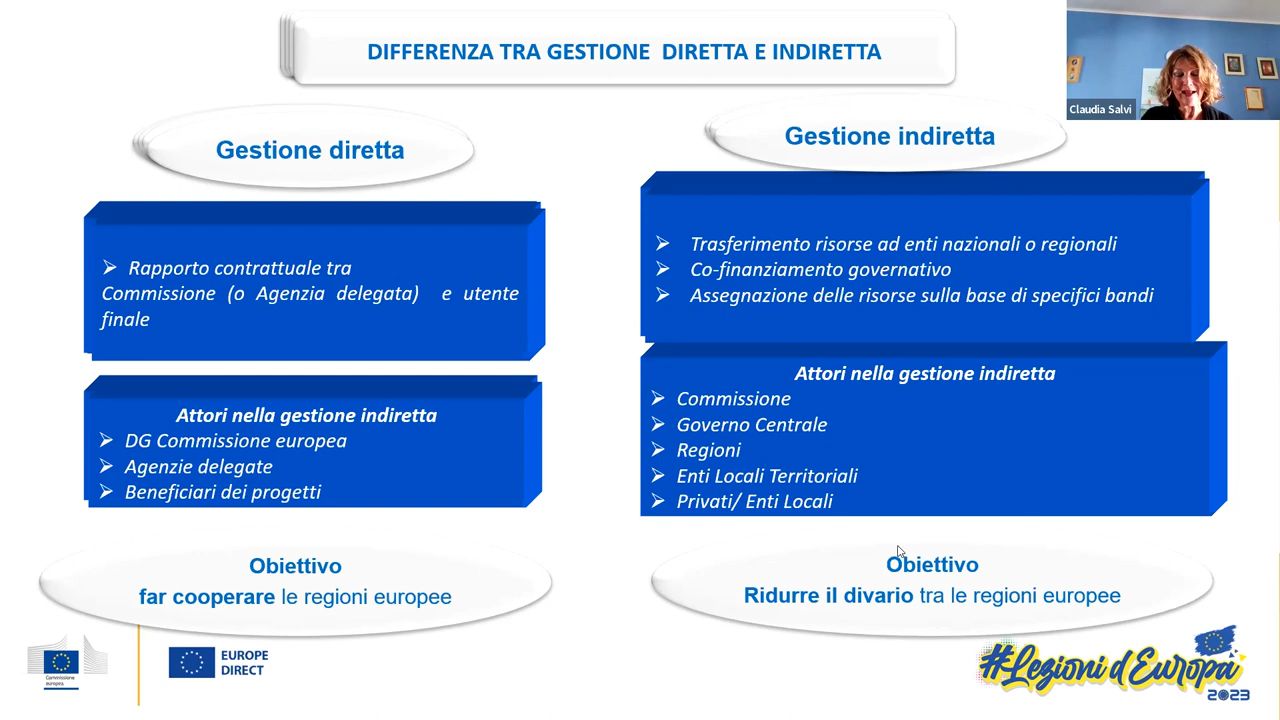 DIFFERENZA TRA GESTIONE DIRETTA E INDIRETTA
Claudia Salvi
Gestione diretta
Rapporto contrattuale tra
Commissione (o Agenzia delegata) e utente
finale
Attori nella gestione indiretta
DG Commissione europea
Agenzie delegate
Beneficiari dei progetti
Obiettivo
far cooperare le regioni europee
Gestione indiretta
Trasferimento risorse ad enti nazionali o regionali
Co-finanziamento governativo
Assegnazione delle risorse sulla base di specifici bandi
Attori nella gestione indiretta
Commissione
Governo Centrale
Regioni
Enti Locali Territoriali
Privati/ Enti Locali
Obiettivo
Ridurre il divario tra le regioni europee
Commissione
europea
EUROPE
DIRECT
#Lezioni d'Europa
2023